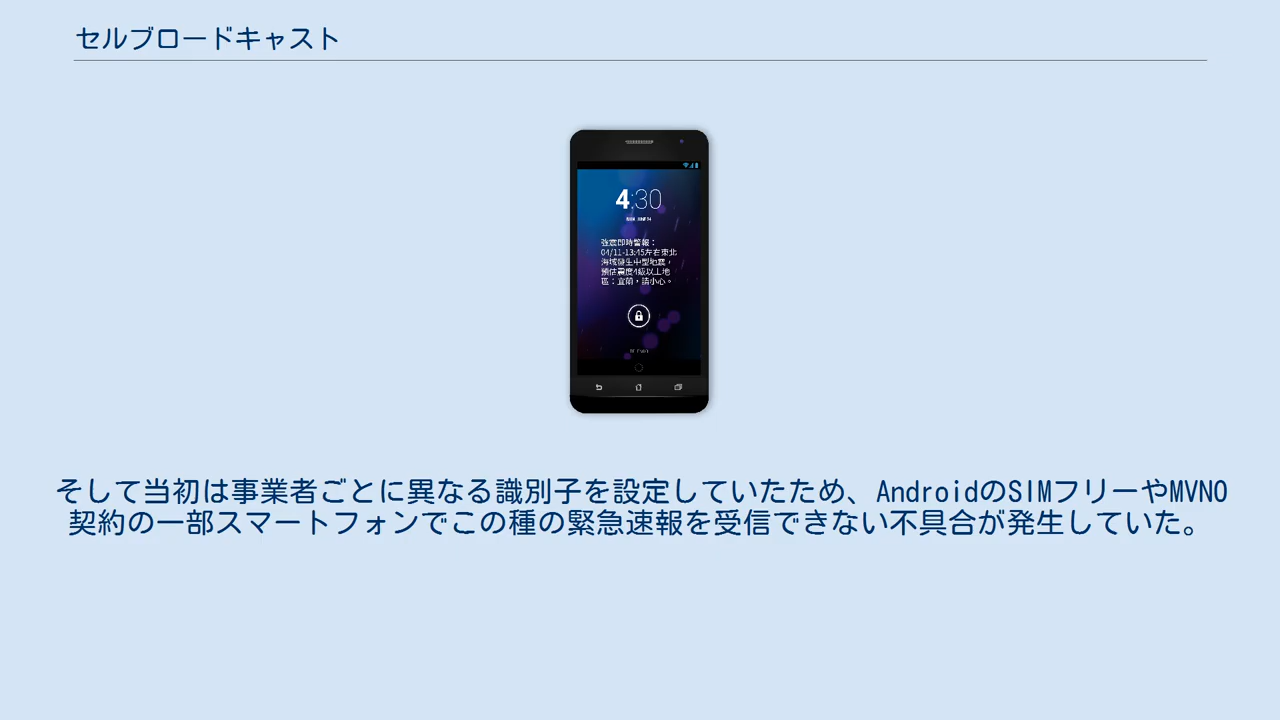 セルブロードキャスト
4:30
強震即時警報：
04/11-13:45左右東北
海域發生中型地震，
預估震度4級以上地
區：宜蘭，請小心。
そして当初は事業者ごとに異なる識別子を設定していたため、AndroidのSIMフリーやMVNO
契約の一部スマートフォンでこの種の緊急速報を受信できない不具合が発生していた。